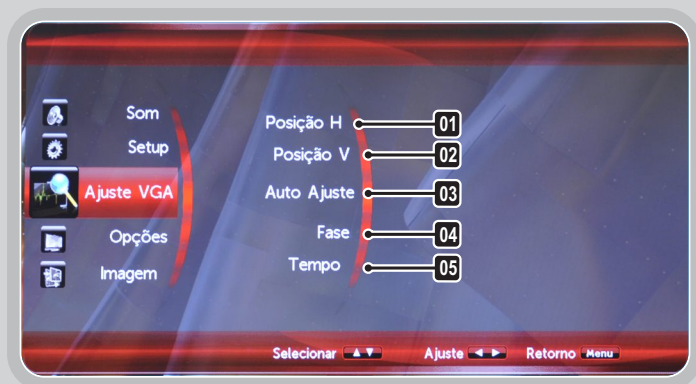 Som
Setup
Ajuste VGA
Opções
Imagem
Posição H 01
Posição V 02
Auto Ajuste 03
Fase 04
Tempo 05
Selecionar Ajuste Retorno Menu